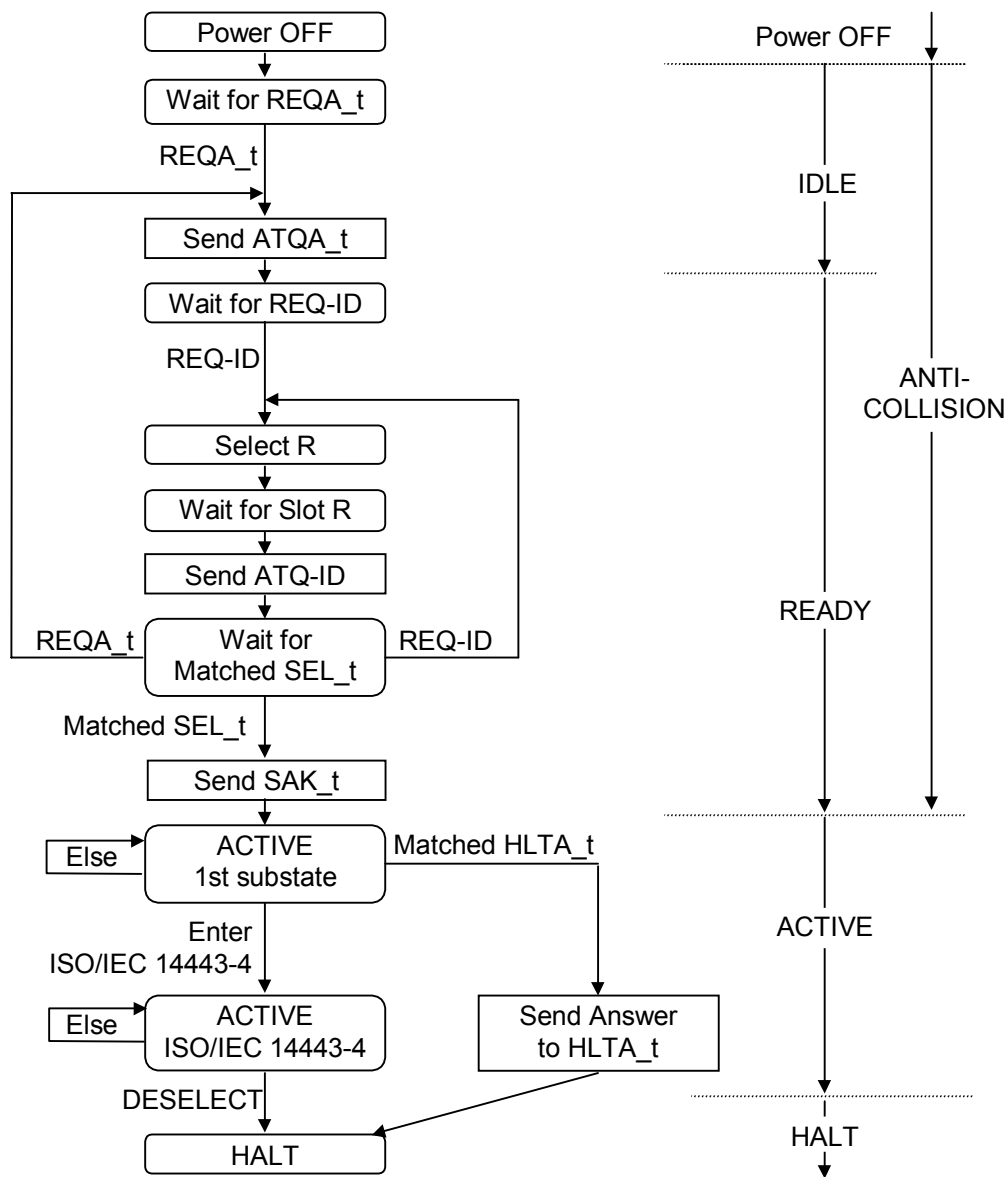 Power OFF
Wait for REQA_t
REQA_t
Send ATQA_t
Wait for REQ-ID
REQ-ID
Select R
Wait for Slot R
Send ATQ-ID
REQA_t
Wait for
Matched SEL_t
REQ-ID
Matched SEL_t
Send SAK_t
Else
ACTIVE
1st substate
Matched HLTA_t
Enter
ISO/IEC 14443-4
Else
ACTIVE
ISO/IEC 14443-4
Send Answer
to HLTA_t
DESELECT
HALT
Power OFF
IDLE
ANTI-
COLLISION
READY
ACTIVE
HALT